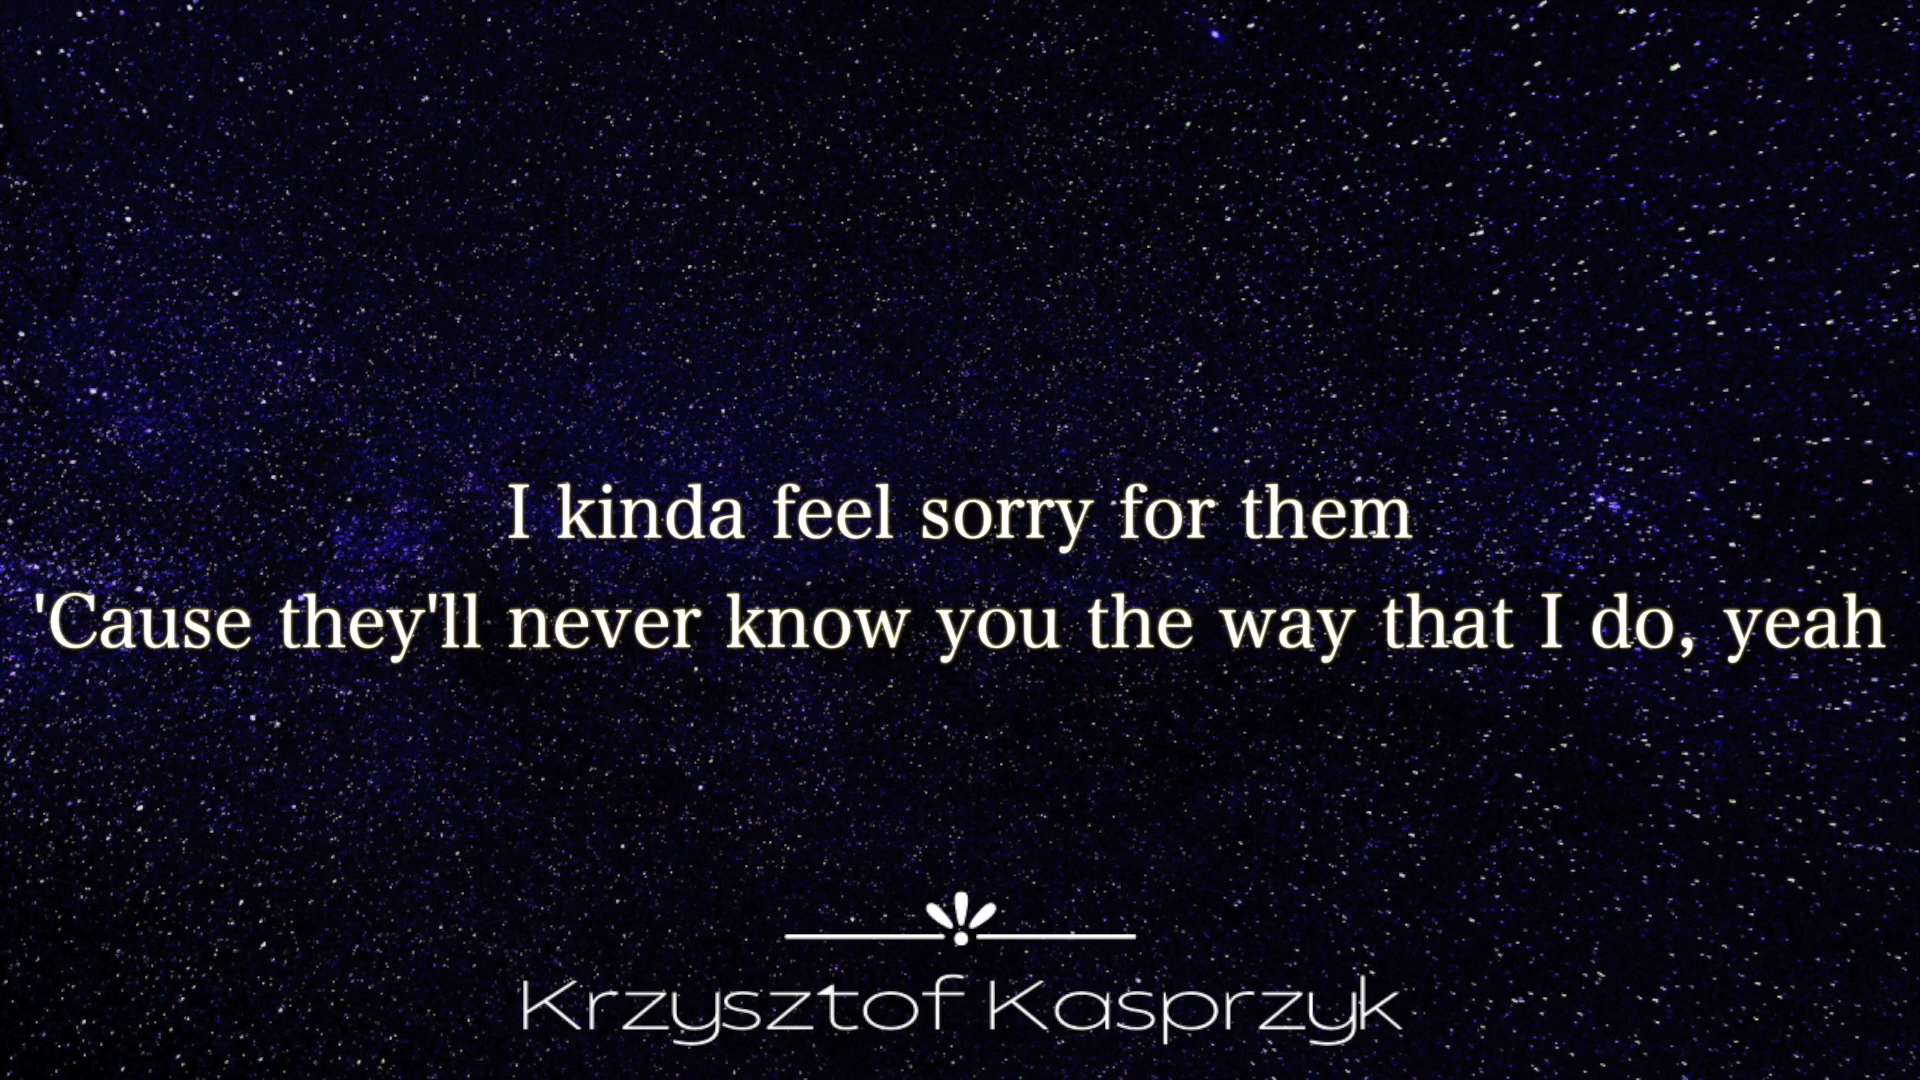 I kinda feel sorry for them
'Cause they'll never know you the way that I do, yeah
Krzysztof Kasprzyk